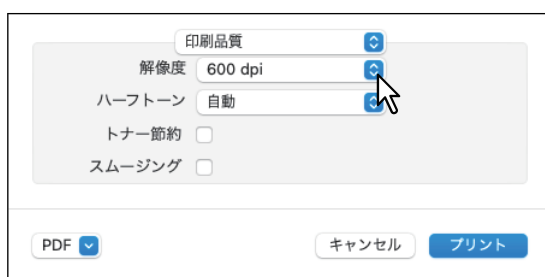 印刷品質
解像度 600 dpi
ハーフトーン 自動
トナー節約
スムージング
PDF キャンセル プリント